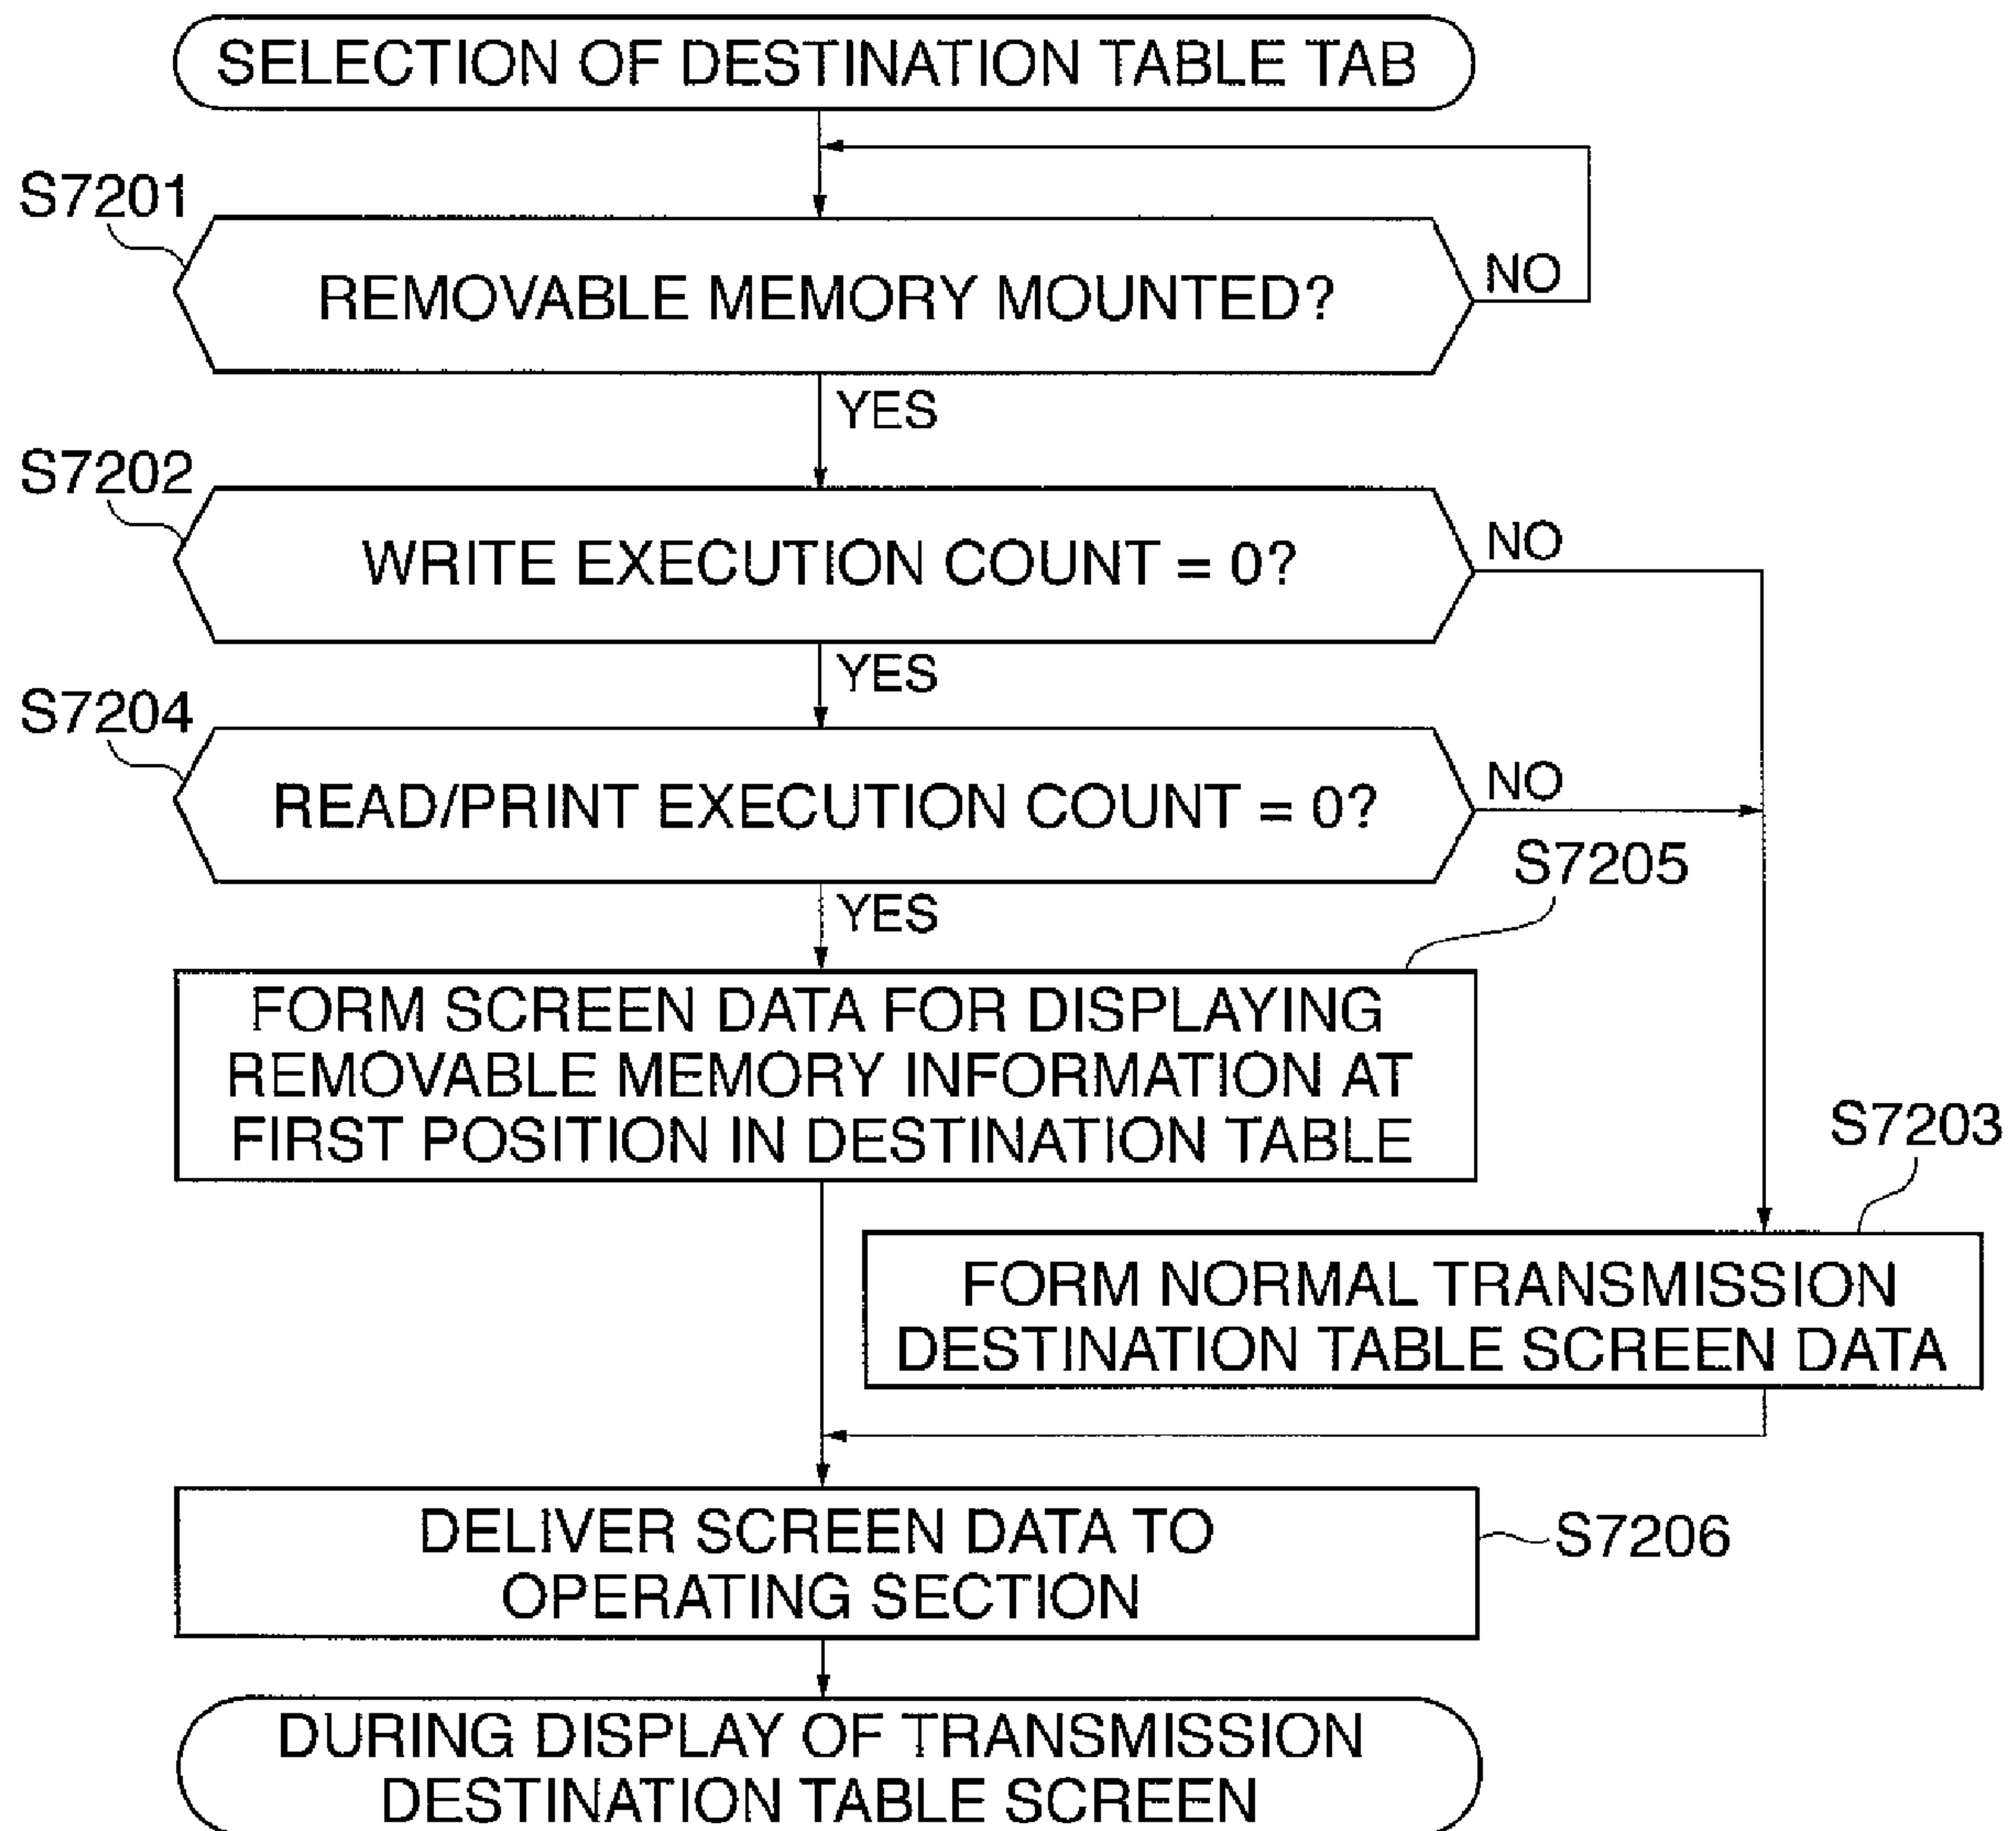 SELECTION OF DESTINATION TABLE TAB
S7201
REMOVABLE MEMORY MOUNTED?
NO
YES
S7202
WRITE EXECUTION COUNT = 0?
NO
YES
S7204
READ/PRINT EXECUTION COUNT = 0?
NO
YES
S7205
FORM SCREEN DATA FOR DISPLAYING
REMOVABLE MEMORY INFORMATION AT
FIRST POSITION IN DESTINATION TABLE
S7203
FORM NORMAL TRANSMISSION
DESTINATION TABLE SCREEN DATA
DELIVER SCREEN DATA TO
OPERATING SECTION
S7206
DURING DISPLAY OF TRANSMISSION
DESTINATION TABLE SCREEN